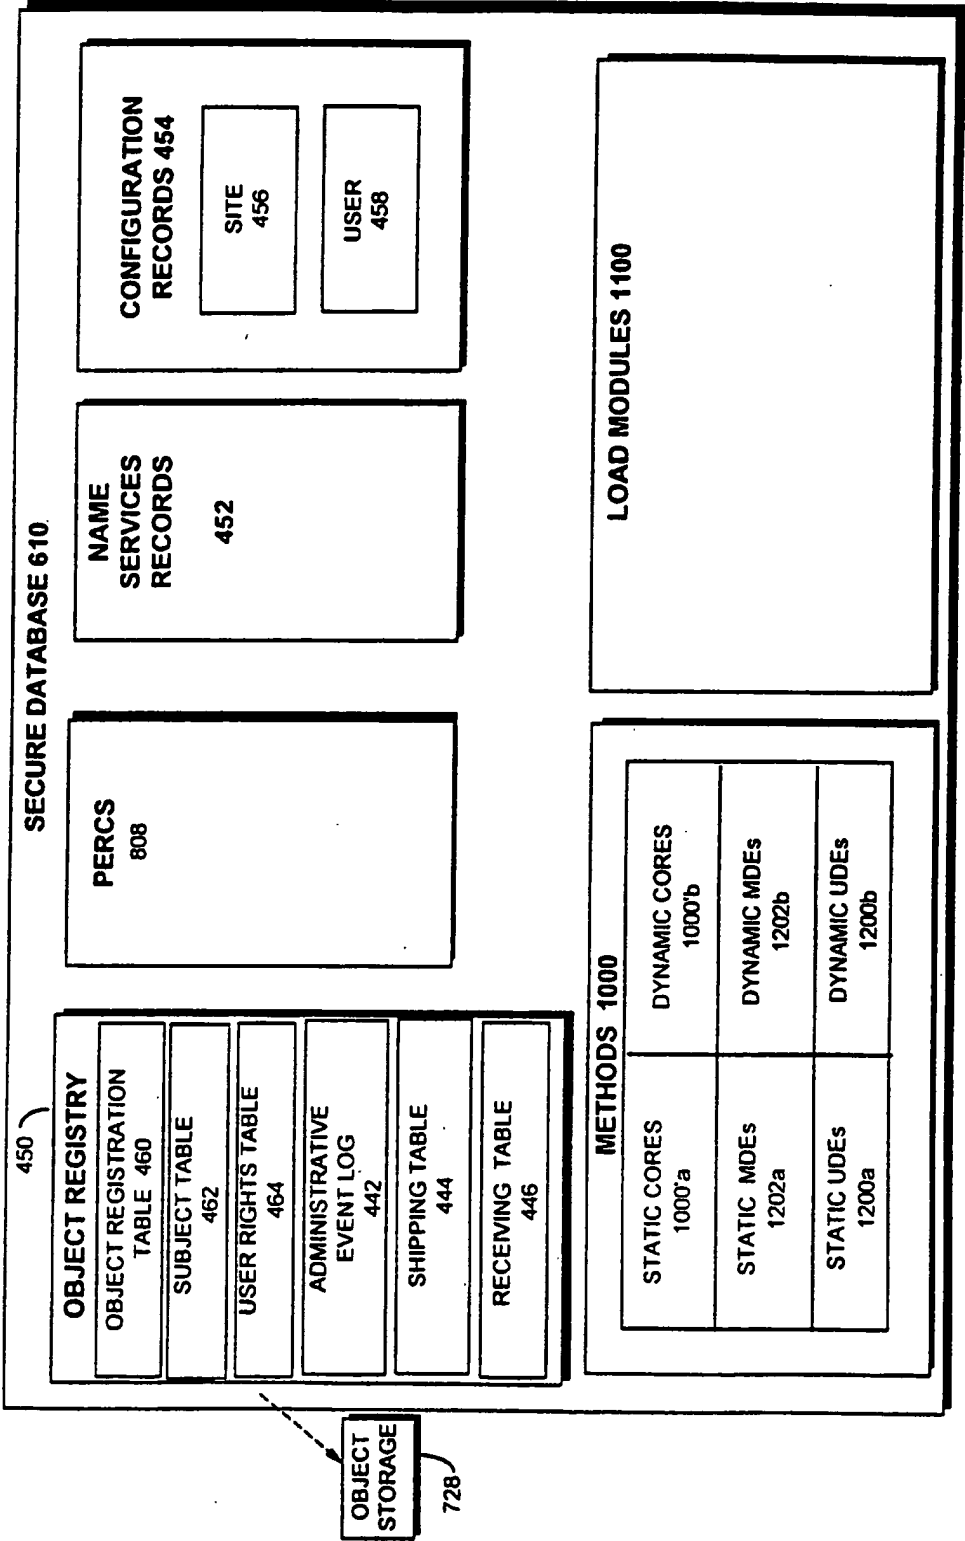 SECURE DATABASE 610
450
OBJECT REGISTRY
OBJECT REGISTRATION
TABLE 460
SUBJECT TABLE
462
USER RIGHTS TABLE
464
ADMINISTRATIVE
EVENT LOG
442
SHIPPING TABLE
444
RECEIVING TABLE
446
OBJECT
STORAGE
728
PERCS
808
NAME
SERVICES
RECORDS
452
CONFIGURATION
RECORDS 454
SITE
456
USER
458
METHODS 1000
STATIC CORES
1000'a
DYNAMIC CORES
1000'b
STATIC MDEs
1202a
DYNAMIC MDEs
1202b
STATIC UDEs
1200a
DYNAMIC UDEs
1200b
LOAD MODULES 1100